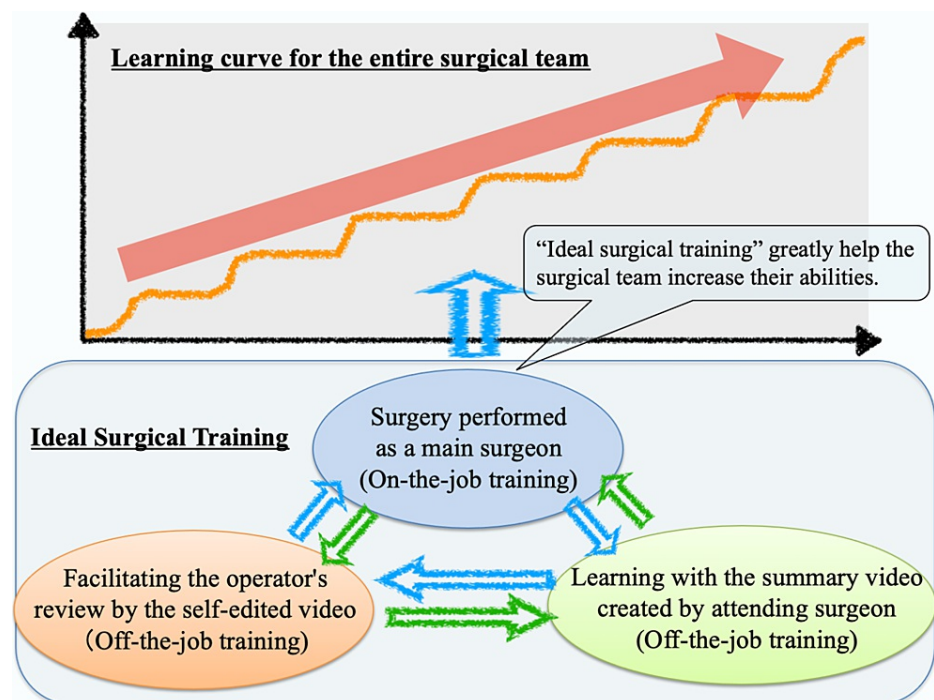 Learning curve for the entire surgical team
“Ideal surgical training” greatly help the
surgical team increase their abilities.
Ideal Surgical Training
Surgery performed
as a main surgeon
(On-the-job training)
Facilitating the operator's
review by the self-edited video
(Off-the-job training)
Learning with the summary video
created by attending surgeon
(Off-the-job training)